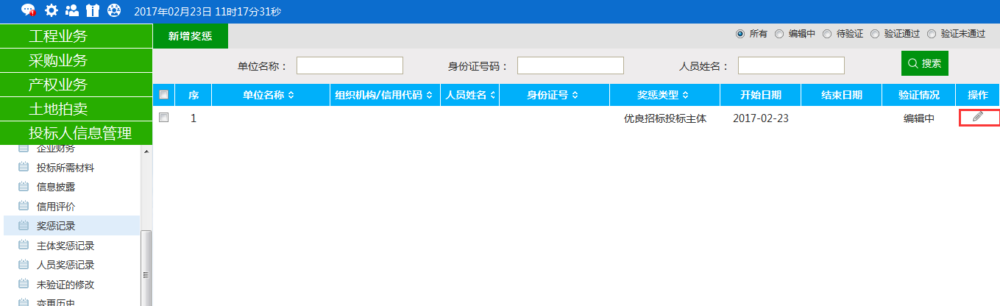 2017年02月23日 11时17分31秒
工程业务
采购业务
产权业务
土地拍卖
投标人信息管理
企业财务
投标所需材料
信息披露
信用评价
奖惩记录
主体奖惩记录
人员奖惩记录
未验证的修改
变更历史
新增奖惩
所有 编辑中 待验证 验证通过 验证未通过
单位名称： 身份证号码： 人员姓名： 搜索
序 单位名称 组织机构/信用代码 人员姓名 身份证号 奖惩类型 开始日期 结束日期 验证情况 操作
1 优良招标投标主体 2017-02-23 编辑中